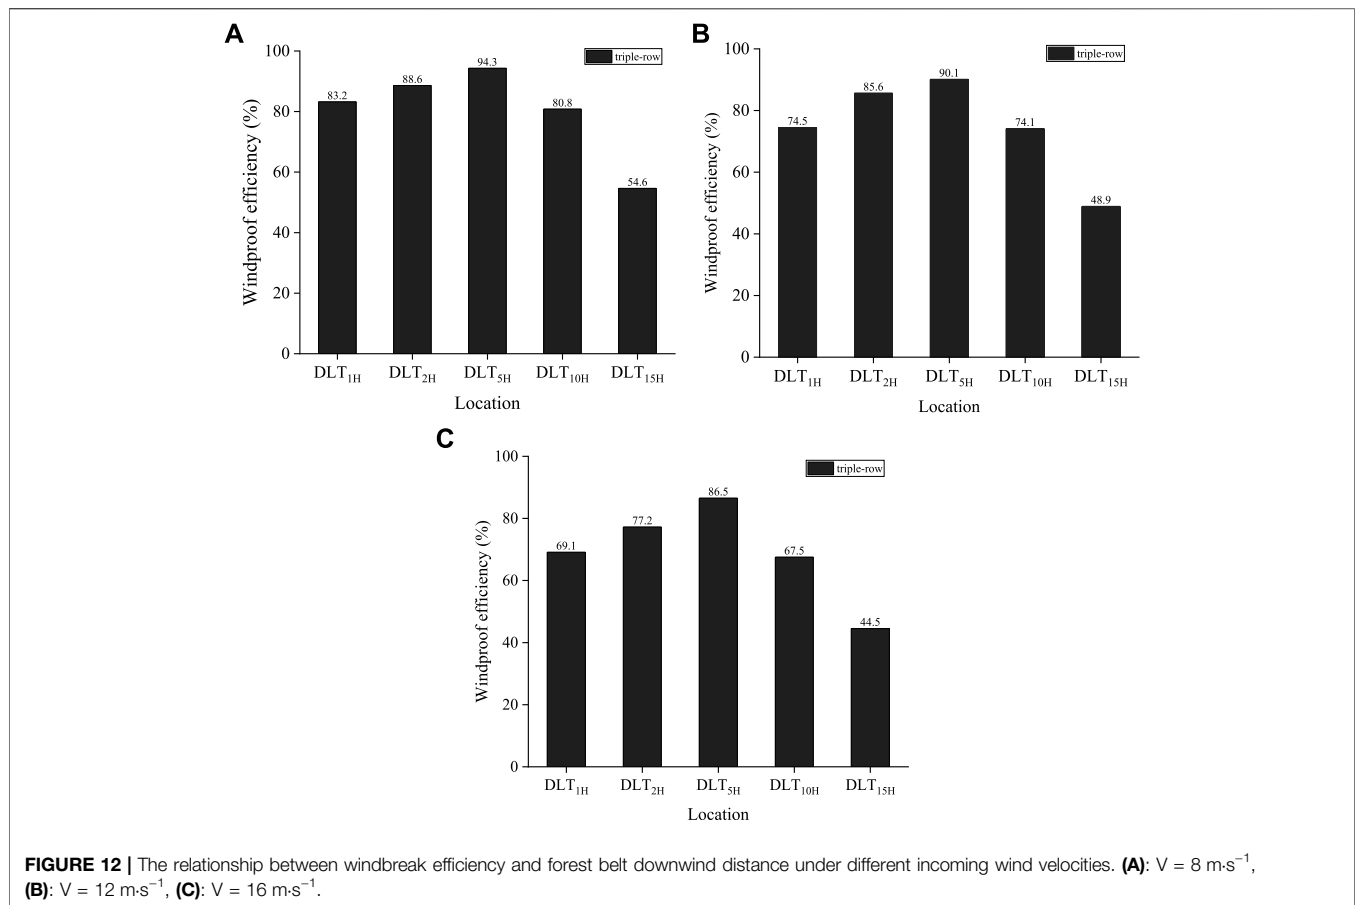 A
triple-row
100
80
60
40
20
0
Windproof efficiency (%)
83.2
88.6
94.3
80.8
54.6
DLT1H DLT2H DLT5H DLT10H DLT15H
Location
B
triple-row
100
80
60
40
20
0
Windproof efficiency (%)
74.5
85.6
90.1
74.1
48.9
DLT1H DLT2H DLT5H DLT10H DLT15H
Location
C
triple-row
100
80
60
40
20
0
Windproof efficiency (%)
69.1
77.2
86.5
67.5
44.5
DLT1H DLT2H DLT5H DLT10H DLT15H
Location
FIGURE 12 | The relationship between windbreak efficiency and forest belt downwind distance under different incoming wind velocities. (A): V = 8 m·s⁻¹,
(B): V = 12 m·s⁻¹, (C): V = 16 m·s⁻¹.